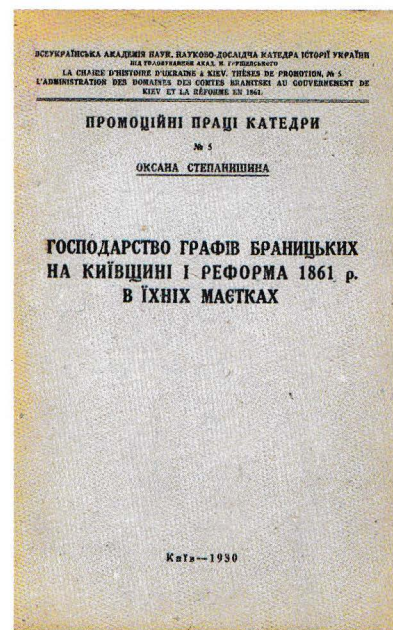 ВСЕУКРАЇНСЬКА АКАДЕМІЯ НАУК, НАУКОВО-ДОСЛІДЧА КАТЕДРА ІСТОРІЇ УКРАЇНИ
ПІД ГОЛОВУВАННЯМ АКАД. М. ГРУШЕВСЬКОГО
LA CHAIRE D'HISTOIRE D'UKRAINE à KIEV. THÈSES DE PROMOTION, № 5
L'ADMINISTRATION DES DOMAINES DES COMTES BRANITSKI AU GOUVERNEMENT DE
KIEV ET LA RÉFORME EN 1861.
ПРОМОЦІЙНІ ПРАЦІ КАТЕДРИ
№ 5
ОКСАНА СТЕПАНИШИНА
ГОСПОДАРСТВО ГРАФІВ БРАНИЦЬКИХ
НА КИЇВЩИНІ І РЕФОРМА 1861 р.
В ЇХНІХ МАЄТКАХ
Київ—1930